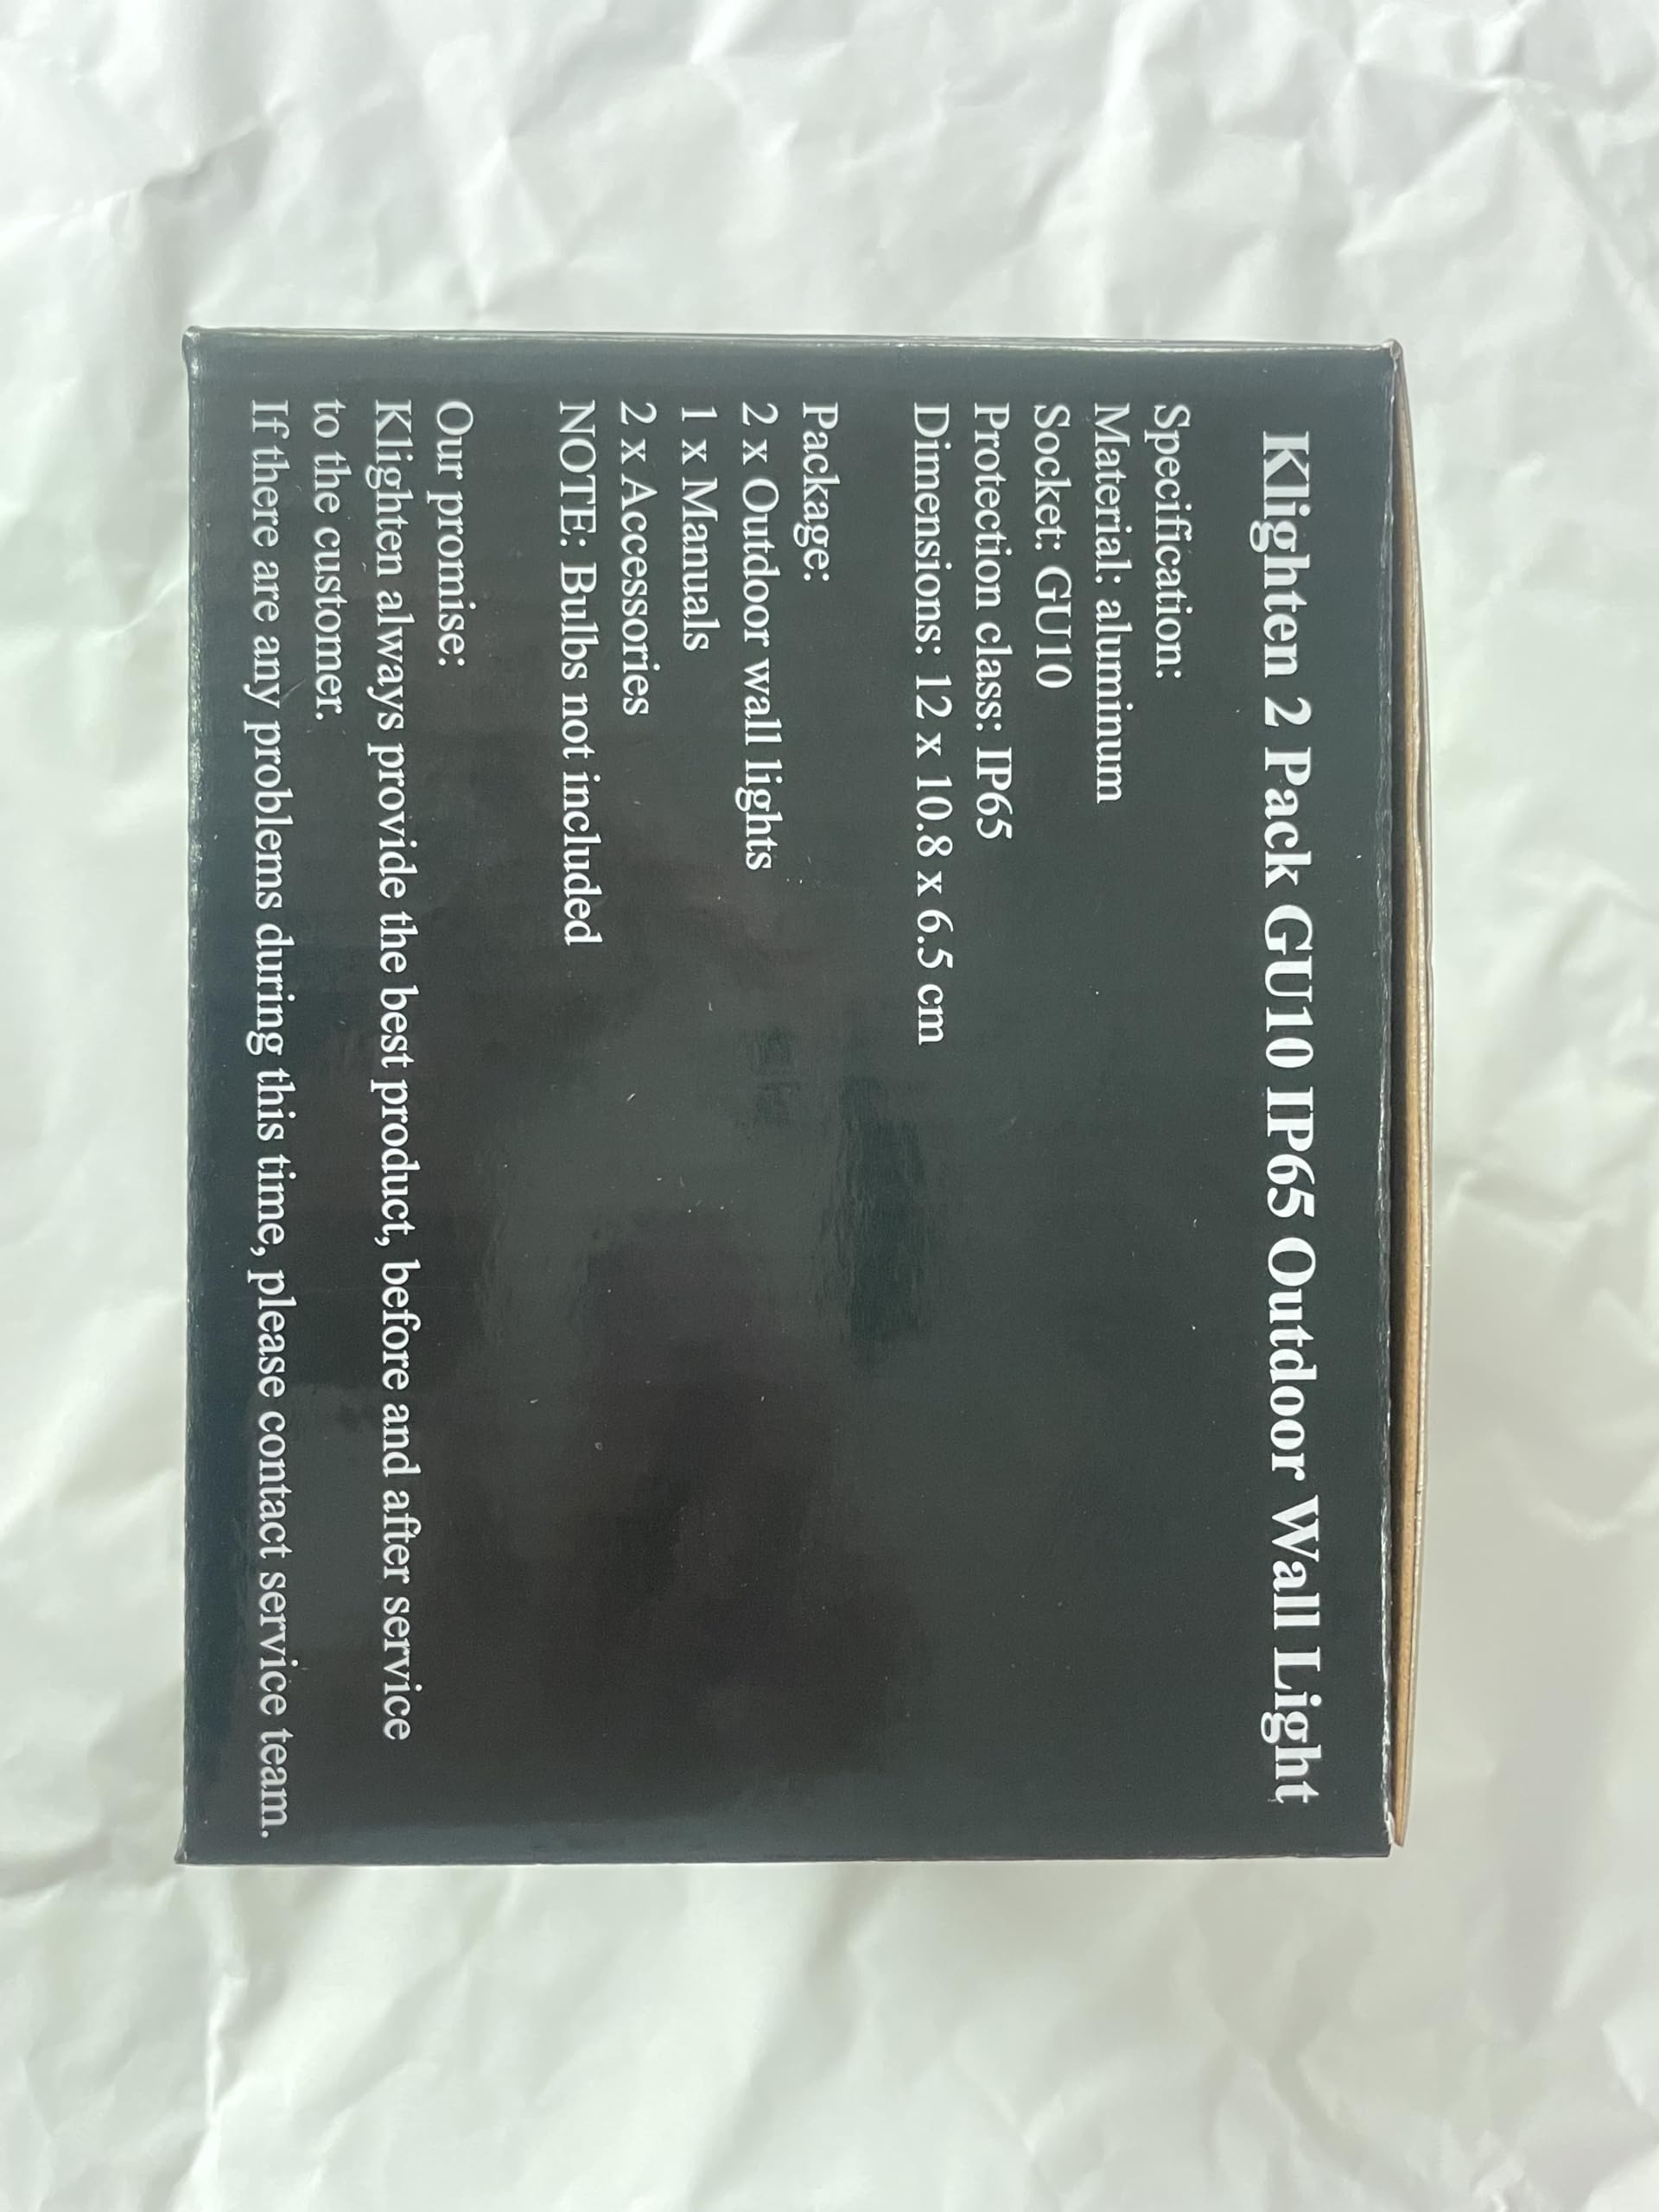 Klighten 2 Pack GU10 IP65 Outdoor Wall Light
Specification:
Material: aluminum
Socket: GU10
Protection class: IP65
Dimensions: 12 x 10.8 x 6.5 cm
Package:
2 x Outdoor wall lights
1 x Manuals
2 x Accessories
NOTE: Bulbs not included
Our promise:
Klighten always provide the best product, before and after service
to the customer.
If there are any problems during this time, please contact service team.